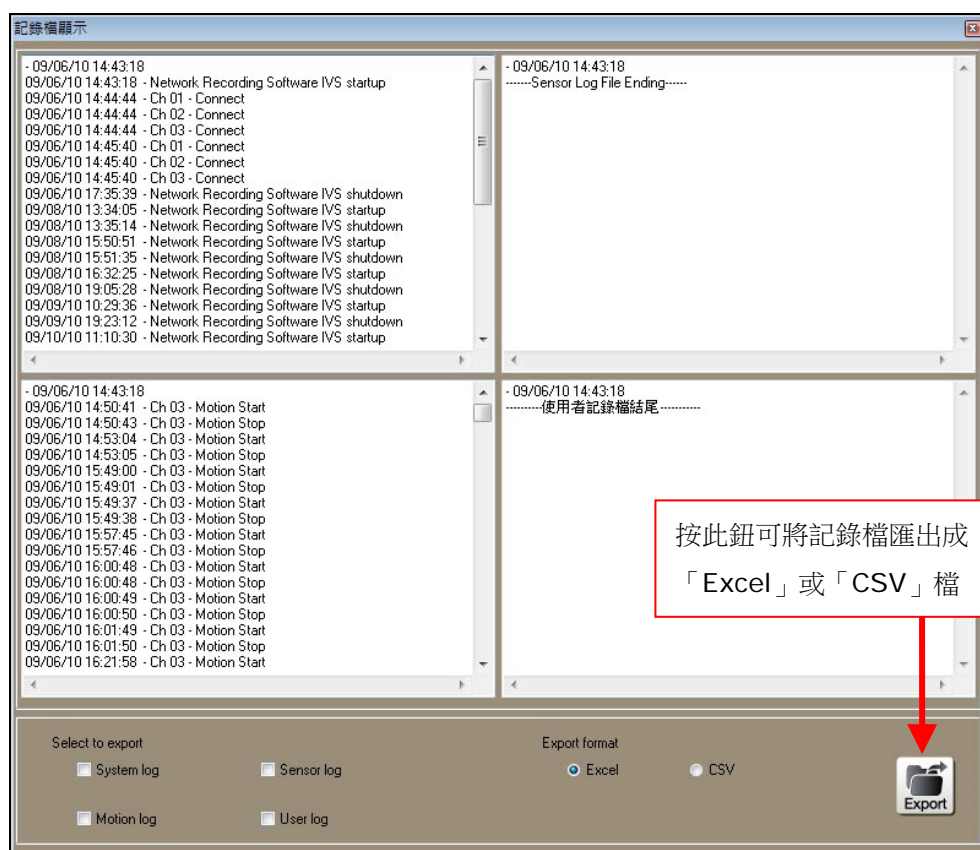 記錄檔顯示
- 09/06/10 14:43:18
09/06/10 14:43:18 - Network Recording Software IVS startup
09/06/10 14:44:44 - Ch 01 - Connect
09/06/10 14:44:44 - Ch 02 - Connect
09/06/10 14:44:44 - Ch 03 - Connect
09/06/10 14:45:40 - Ch 01 - Connect
09/06/10 14:45:40 - Ch 02 - Connect
09/06/10 14:45:40 - Ch 03 - Connect
09/06/10 17:35:39 - Network Recording Software IVS shutdown
09/08/10 13:34:05 - Network Recording Software IVS startup
09/08/10 13:35:14 - Network Recording Software IVS shutdown
09/08/10 15:50:51 - Network Recording Software IVS startup
09/08/10 15:51:35 - Network Recording Software IVS shutdown
09/08/10 16:32:25 - Network Recording Software IVS startup
09/08/10 19:05:28 - Network Recording Software IVS shutdown
09/09/10 10:29:36 - Network Recording Software IVS startup
09/09/10 19:23:12 - Network Recording Software IVS shutdown
09/10/10 11:10:30 - Network Recording Software IVS startup
- 09/06/10 14:43:18
------Sensor Log File Ending------
- 09/06/10 14:43:18
09/06/10 14:50:41 - Ch 03 - Motion Start
09/06/10 14:50:43 - Ch 03 - Motion Stop
09/06/10 14:53:04 - Ch 03 - Motion Start
09/06/10 14:53:05 - Ch 03 - Motion Stop
09/06/10 15:49:00 - Ch 03 - Motion Start
09/06/10 15:49:01 - Ch 03 - Motion Stop
09/06/10 15:49:37 - Ch 03 - Motion Start
09/06/10 15:49:38 - Ch 03 - Motion Stop
09/06/10 15:57:45 - Ch 03 - Motion Start
09/06/10 15:57:46 - Ch 03 - Motion Stop
09/06/10 16:00:48 - Ch 03 - Motion Start
09/06/10 16:00:48 - Ch 03 - Motion Stop
09/06/10 16:00:49 - Ch 03 - Motion Start
09/06/10 16:00:50 - Ch 03 - Motion Stop
09/06/10 16:01:49 - Ch 03 - Motion Start
09/06/10 16:01:50 - Ch 03 - Motion Stop
09/06/10 16:21:58 - Ch 03 - Motion Start
- 09/06/10 14:43:18
---------使用者記錄檔結尾----------
按此鈕可將記錄檔匯出成
「Excel」或「CSV」檔
Select to export
System log
Sensor log
Motion log
User log
Export format
Excel
CSV
Export